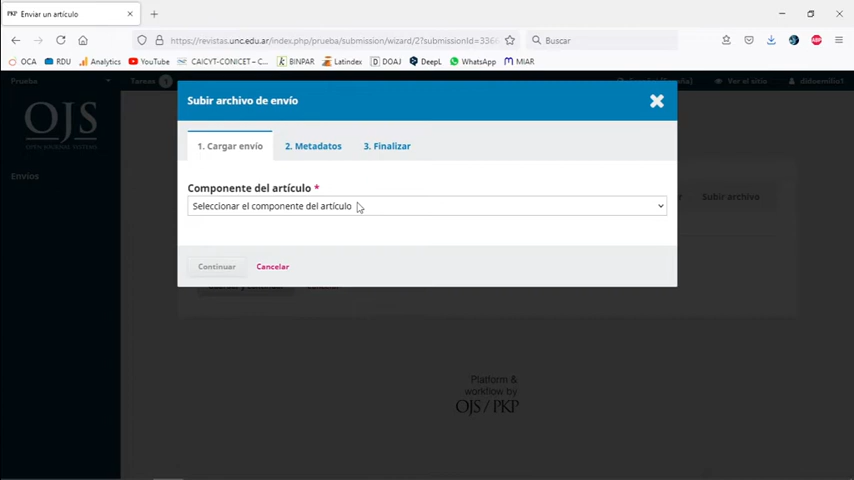 Enviar un artículo
https://revistas.unc.edu.ar/index.php/prueba/submission/wizard/2?submissionId=3366
Buscar
OCA RDU Analytics YouTube CAICYT-CONICET – C... BINPAR Latindex DOAJ DeepL WhatsApp MIAR
Prueba Tareas 1 Ver el sitio
Subir archivo de envío
OJS
OPEN JOURNAL SYSTEMS
1. Cargar envío 2. Metadatos 3. Finalizar
Envíos
Componente del artículo *
Subir archivo
Seleccionar el componente del artículo
Continuar Cancelar
Platform &
workflow by
OJS / PKP